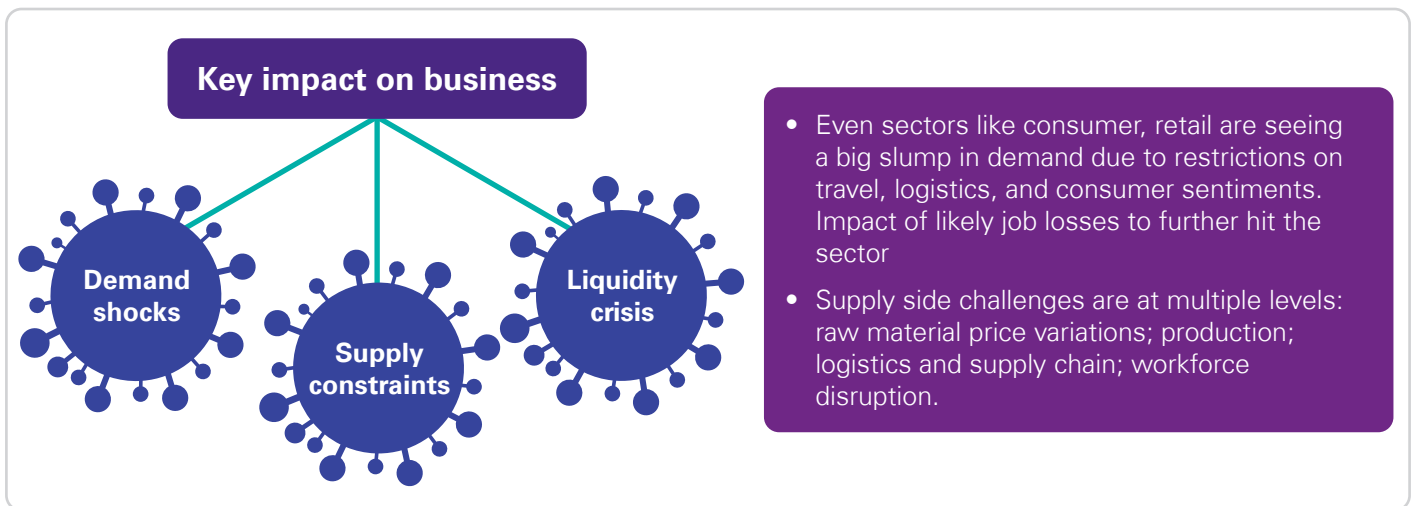 Key impact on business
Demand
shocks
Supply
constraints
Liquidity
crisis
• Even sectors like consumer, retail are seeing
a big slump in demand due to restrictions on
travel, logistics, and consumer sentiments.
Impact of likely job losses to further hit the
sector
• Supply side challenges are at multiple levels:
raw material price variations; production;
logistics and supply chain; workforce
disruption.